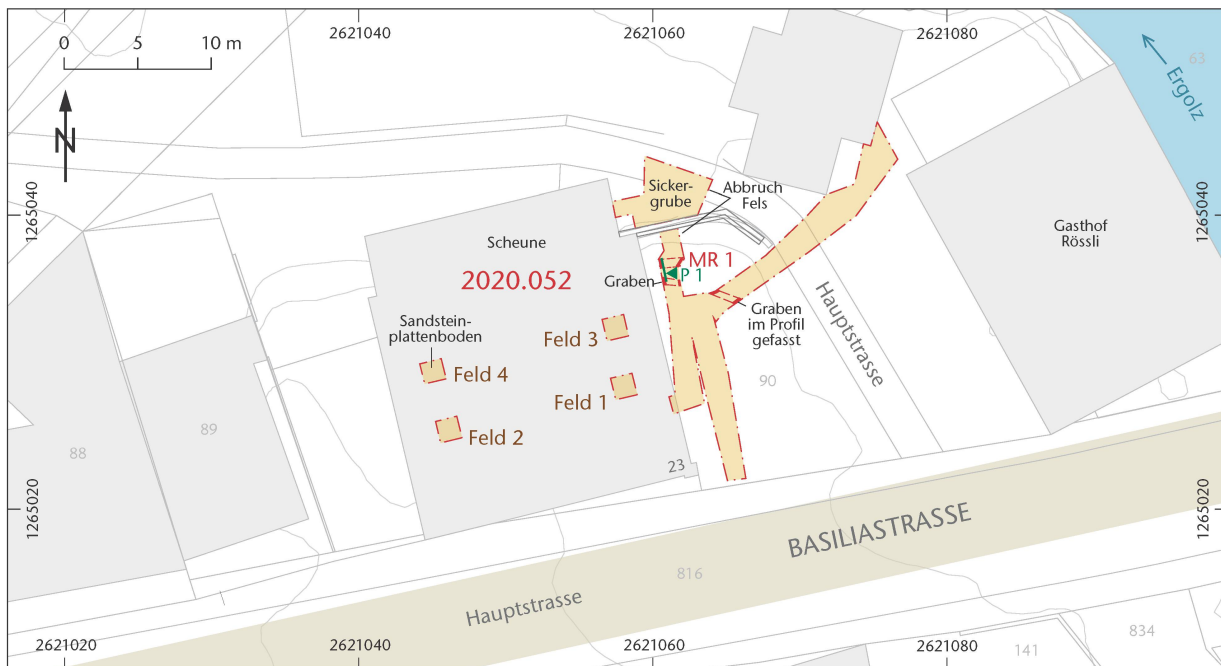 2621040
2621060
2621080
0 5 10 m
N
63
Ergolz
1265040
1265040
Sicker-
grube
Abbruch
Fels
Scheune
Gasthof
Rössli
2020.052
MR 1
P 1
Graben
Graben
im Profil
gefasst
Hauptstrasse
Sandstein-
plattenboden
Feld 3
Feld 4
Feld 1
Feld 2
90
89
88
23
1265020
1265020
BASILIASTRASSE
816
Hauptstrasse
2621020
2621040
2621060
2621080
141
834